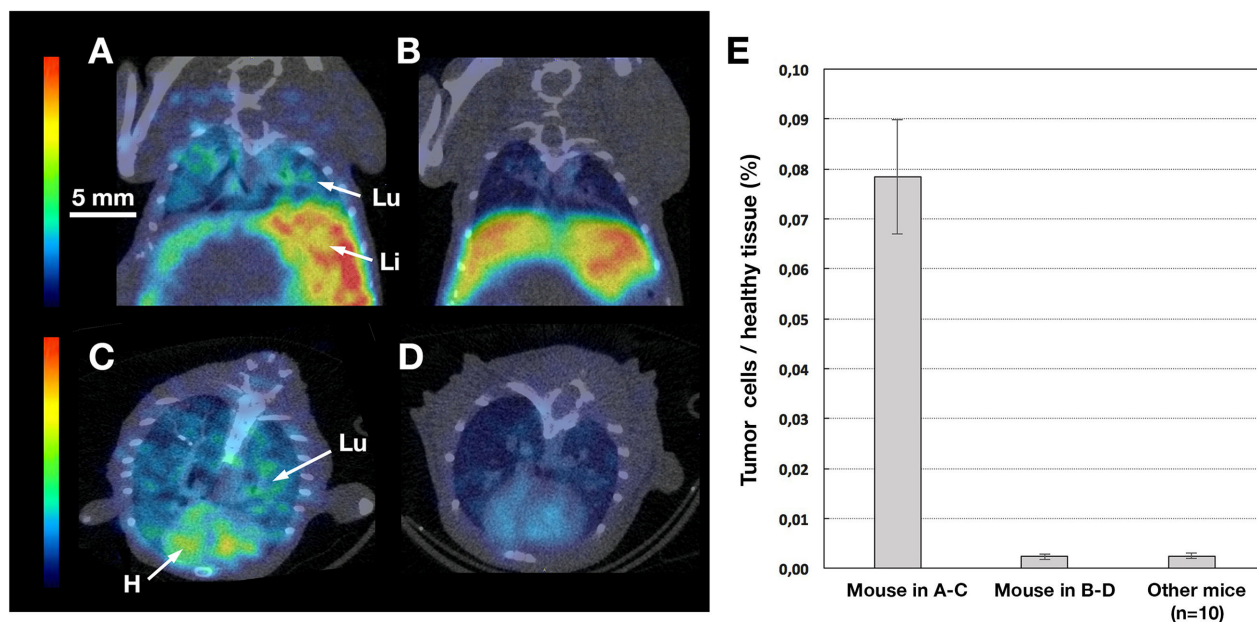 A
B
5 mm
Lu
Li
C
D
Lu
H
E
Tumor cells / healthy tissue (%)
0,10
0,09
0,08
0,07
0,06
0,05
0,04
0,03
0,02
0,01
0,00
Mouse in A-C
Mouse in B-D
Other mice
(n=10)